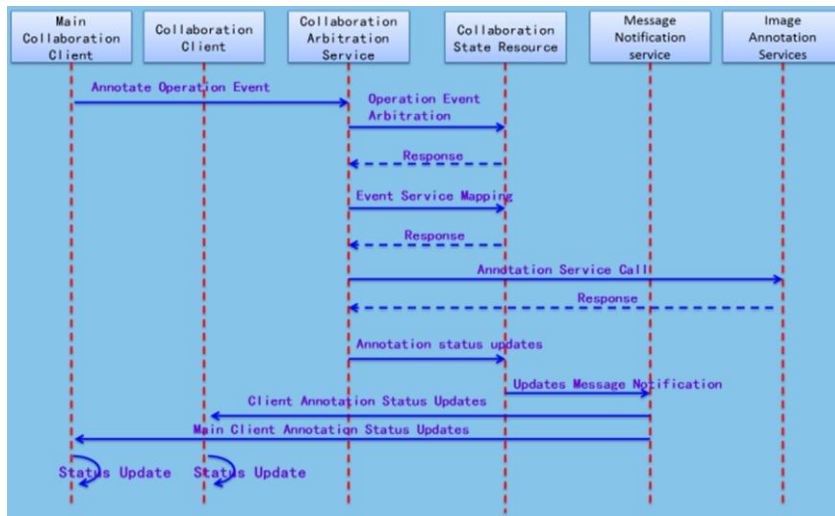 Main
Collaboration
Client
Collaboration
Client
Collaboration
Arbitration
Service
Collaboration
State Resource
Message
Notification
service
Image
Annotation
Services
Annotate Operation Event
Operation Event
Arbitration
Response
Event Service Mapping
Response
Annotation Service Call
Response
Annotation status updates
Updates Message Notification
Client Annotation Status Updates
Main Client Annotation Status Updates
Status Update
Status Update